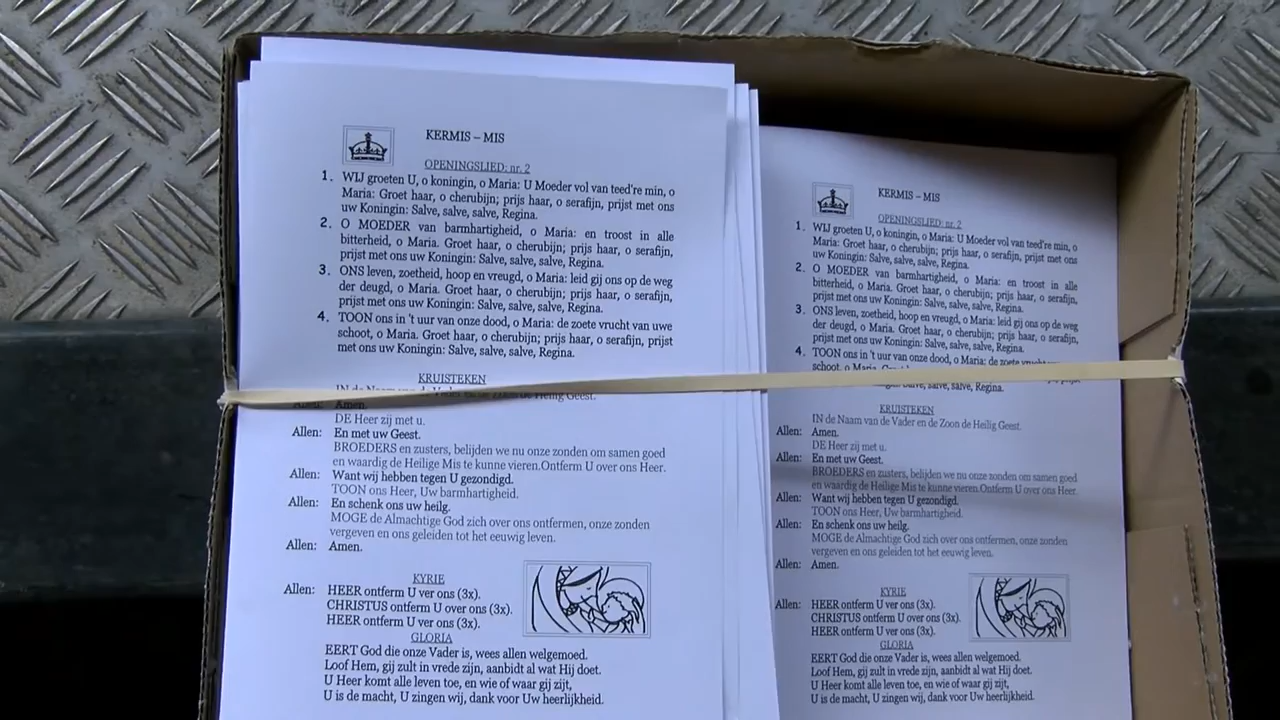 KERMIS – MIS
OPENINGSLIED: nr. 2
1. WIJ groeten U, o koningin, o Maria: U Moeder vol van teed're min, o
Maria: Groet haar, o cherubijn; prijs haar, o serafijn, prijst met ons
uw Koningin: Salve, salve, salve, Regina.
2. O MOEDER van barmhartigheid, o Maria: en troost in alle
bitterheid, o Maria. Groet haar, o cherubijn; prijs haar, o serafijn,
prijst met ons uw Koningin: Salve, salve, salve, Regina.
3. ONS leven, zoetheid, hoop en vreugd, o Maria: leid gij ons op de weg
der deugd, o Maria. Groet haar, o cherubijn; prijs haar, o serafijn,
prijst met ons uw Koningin: Salve, salve, salve, Regina.
4. TOON ons in 't uur van onze dood, o Maria: de zoete vrucht van uwe
schoot, o Maria. Groet haar, o cherubijn; prijs haar, o serafijn, prijst
met ons uw Koningin: Salve, salve, salve, Regina.
KRUISTEKEN
IN de Naam van de Vader en de Zoon de Heilig Geest.
Allen: Amen.
DE Heer zij met u.
Allen: En met uw Geest.
BROEDERS en zusters, belijden we nu onze zonden om samen goed
en waardig de Heilige Mis te kunne vieren.Ontferm U over ons Heer.
Allen: Want wij hebben tegen U gezondigd.
TOON ons Heer, Uw barmhartigheid.
Allen: En schenk ons uw heilg.
MOGE de Almachtige God zich over ons ontfermen, onze zonden
vergeven en ons geleiden tot het eeuwig leven.
Allen: Amen.
KYRIE
Allen: HEER ontferm U ver ons (3x).
CHRISTUS ontferm U over ons (3x).
HEER ontferm U over ons (3x).
GLORIA
EERT God die onze Vader is, wees allen welgemoed.
Loof Hem, gij zult in vrede zijn, aanbidt al wat Hij doet.
U Heer komt alle leven toe, en wie of waar gij zijt,
U is de macht, U zingen wij, dank voor Uw heerlijkheid.
KERMIS – MIS
OPENINGSLIED: nr. 2
1. WIJ groeten U, o koningin, o Maria: U Moeder vol van teed're min, o
Maria: Groet haar, o cherubijn; prijs haar, o serafijn, prijst met ons
uw Koningin: Salve, salve, salve, Regina.
2. O MOEDER van barmhartigheid, o Maria: en troost in alle
bitterheid, o Maria. Groet haar, o cherubijn; prijs haar, o serafijn,
prijst met ons uw Koningin: Salve, salve, salve, Regina.
3. ONS leven, zoetheid, hoop en vreugd, o Maria: leid gij ons op de weg
der deugd, o Maria. Groet haar, o cherubijn; prijs haar, o serafijn,
prijst met ons uw Koningin: Salve, salve, salve, Regina.
4. TOON ons in 't uur van onze dood, o Maria: de zoete
schoot, o Maria.
salve, salve, Regina.
KRUISTEKEN
IN de Naam van de Vader en de Zoon de Heilig Geest.
Allen: Amen.
DE Heer zij met u.
Allen: En met uw Geest.
BROEDERS en zusters, belijden we nu onze zonden om samen goed
en waardig de Heilige Mis te kunne vieren.Ontferm U over ons Heer.
Allen: Want wij hebben tegen U gezondigd.
TOON ons Heer, Uw barmhartigheid.
Allen: En schenk ons uw heilg.
MOGE de Almachtige God zich over ons ontfermen, onze zonden
vergeven en ons geleiden tot het eeuwig leven.
Allen: Amen.
KYRIE
Allen: HEER ontferm U ver ons (3x).
CHRISTUS ontferm U over ons (3x).
HEER ontferm U over ons (3x).
GLORIA
EERT God die onze Vader is, wees allen welgemoed.
Loof Hem, gij zult in vrede zijn, aanbidt al wat Hij doet.
U Heer komt alle leven toe, en wie of waar gij zijt,
U is de macht, U zingen wij, dank voor Uw heerlijkheid.